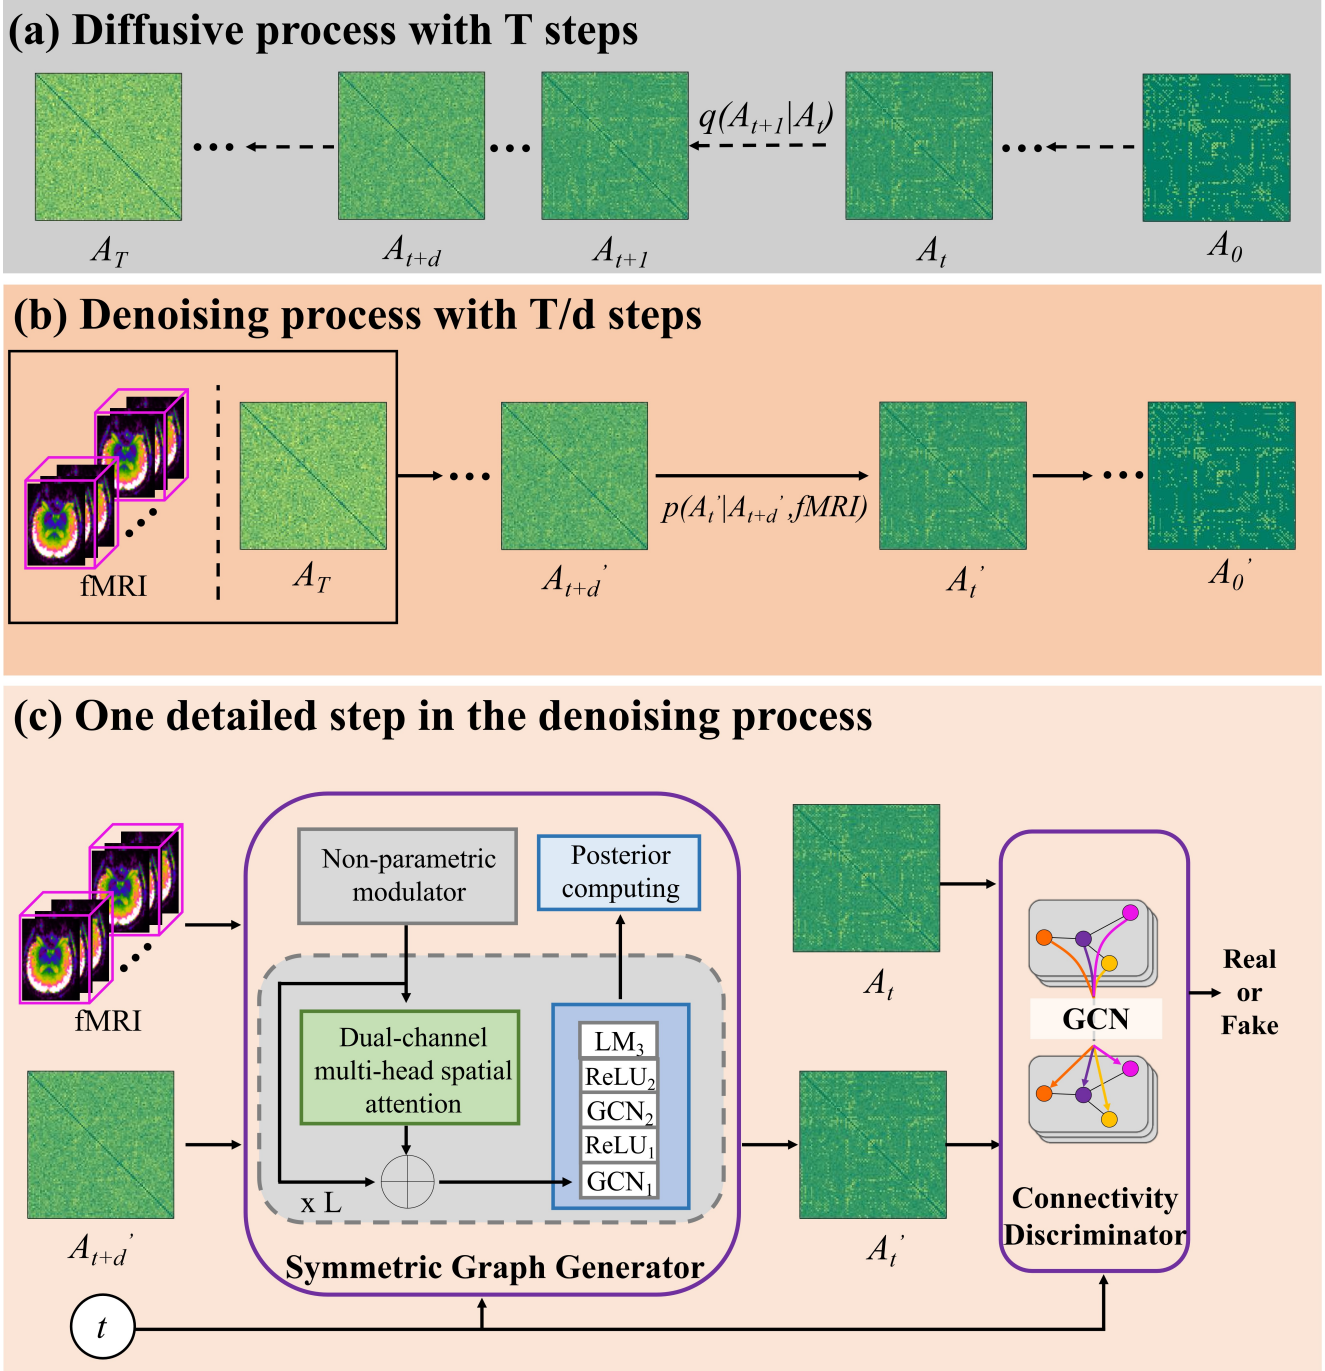 (a) Diffusive process with T steps
q(A_{t+1}|A_t)
A_T
A_{t+d}
A_{t+1}
A_t
A_0
(b) Denoising process with T/d steps
p(A_t’|A_{t+d}’,fMRI)
fMRI
A_T
A_{t+d}’
A_t’
A_0’
(c) One detailed step in the denoising process
fMRI
A_{t+d}’
t
Non-parametric
modulator
Posterior
computing
Dual-channel
multi-head spatial
attention
x L
LM_3
ReLU_2
GCN_2
ReLU_1
GCN_1
Symmetric Graph Generator
A_t
A_t’
GCN
Connectivity
Discriminator
Real
or
Fake